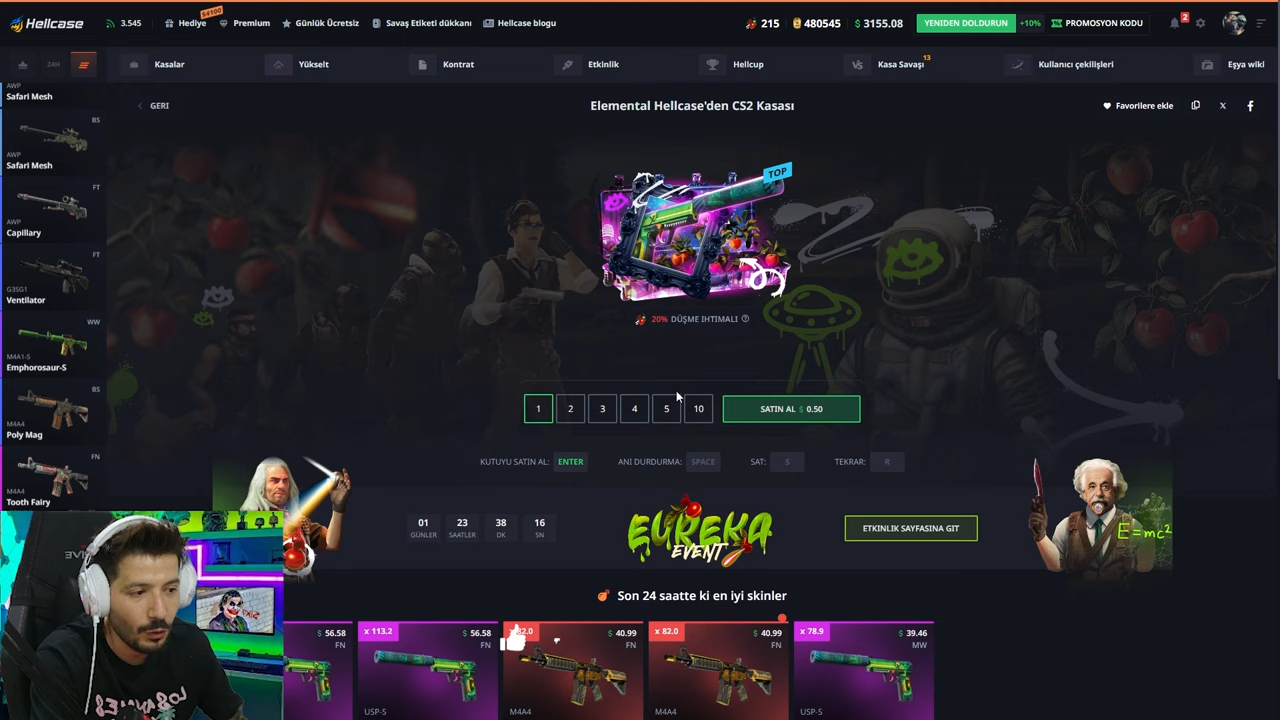 Hellcase
3.545
Hediye
$4100
Premium
Günlük Ücretsiz
Savaş Etiketi dükkanı
Hellcase blogu
215
480545
$ 3155.08
YENİDEN DOLDURUN
+10%
PROMOSYON KODU
2
24H
Kasalar
Yükselt
Kontrat
Etkinlik
Hellcup
VS
Kasa Savaşı
13
Kullanıcı çekilişleri
Eşya wiki
GERI
Elemental Hellcase'den CS2 Kasası
Favorilere ekle
AWP
Safari Mesh
BS
AWP
Safari Mesh
FT
AWP
Capillary
FT
G3SG1
Ventilator
WW
M4A1-S
Emphorosaur-S
BS
M4A4
Poly Mag
FN
M4A4
Tooth Fairy
TOP
20% DÜŞME IHTIMALI
1
2
3
4
5
10
SATIN AL $ 0.50
KUTUYU SATIN AL:
ENTER
ANI DURDURMA:
SPACE
SAT:
S
TEKRAR:
R
01
GÜNLER
23
SAATLER
38
DK
16
SN
EUREKA
EVENT
ETKINLIK SAYFASINA GIT
E=mc²
Son 24 saatte ki en iyi skinler
$ 56.58
FN
x 113.2
$ 56.58
FN
USP-S
82.0
$ 40.99
FN
M4A4
x 82.0
$ 40.99
FN
M4A4
x 78.9
$ 39.46
MW
USP-S